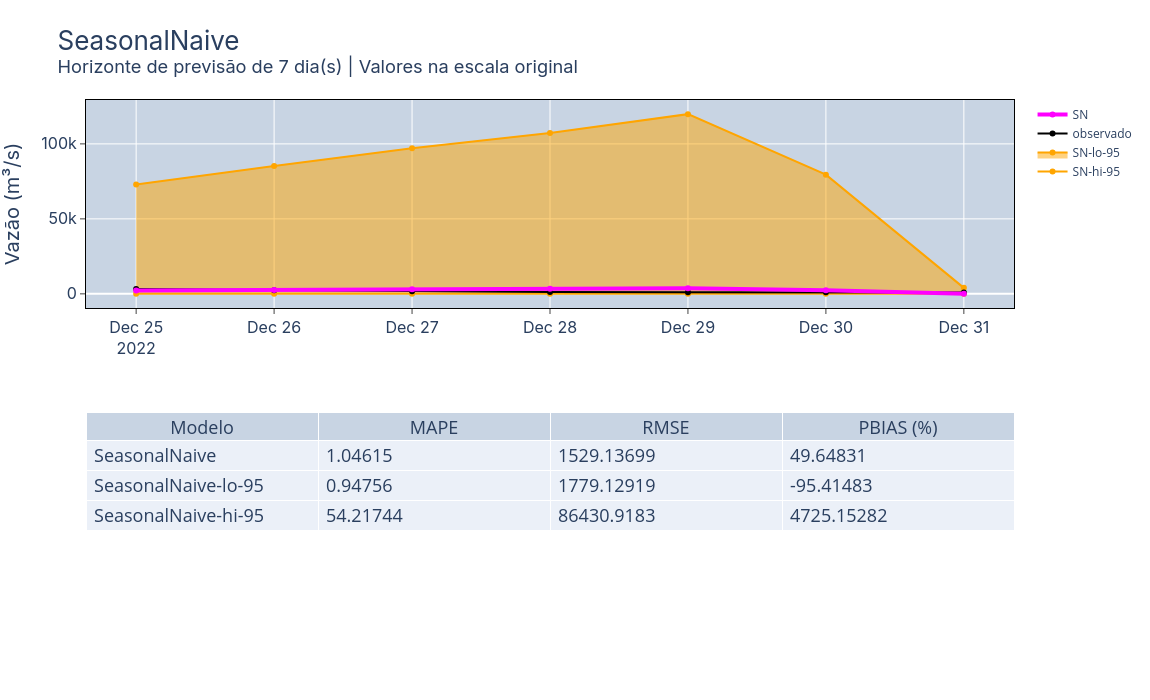 SeasonalNaive
Horizonte de previsão de 7 dia(s) | Valores na escala original
Vazão (m³/s)
100k
50k
0
Dec 25
2022
Dec 26
Dec 27
Dec 28
Dec 29
Dec 30
Dec 31
SN
observado
SN-lo-95
SN-hi-95
Modelo MAPE RMSE PBIAS (%)
SeasonalNaive 1.04615 1529.13699 49.64831
SeasonalNaive-lo-95 0.94756 1779.12919 -95.41483
SeasonalNaive-hi-95 54.21744 86430.9183 4725.15282